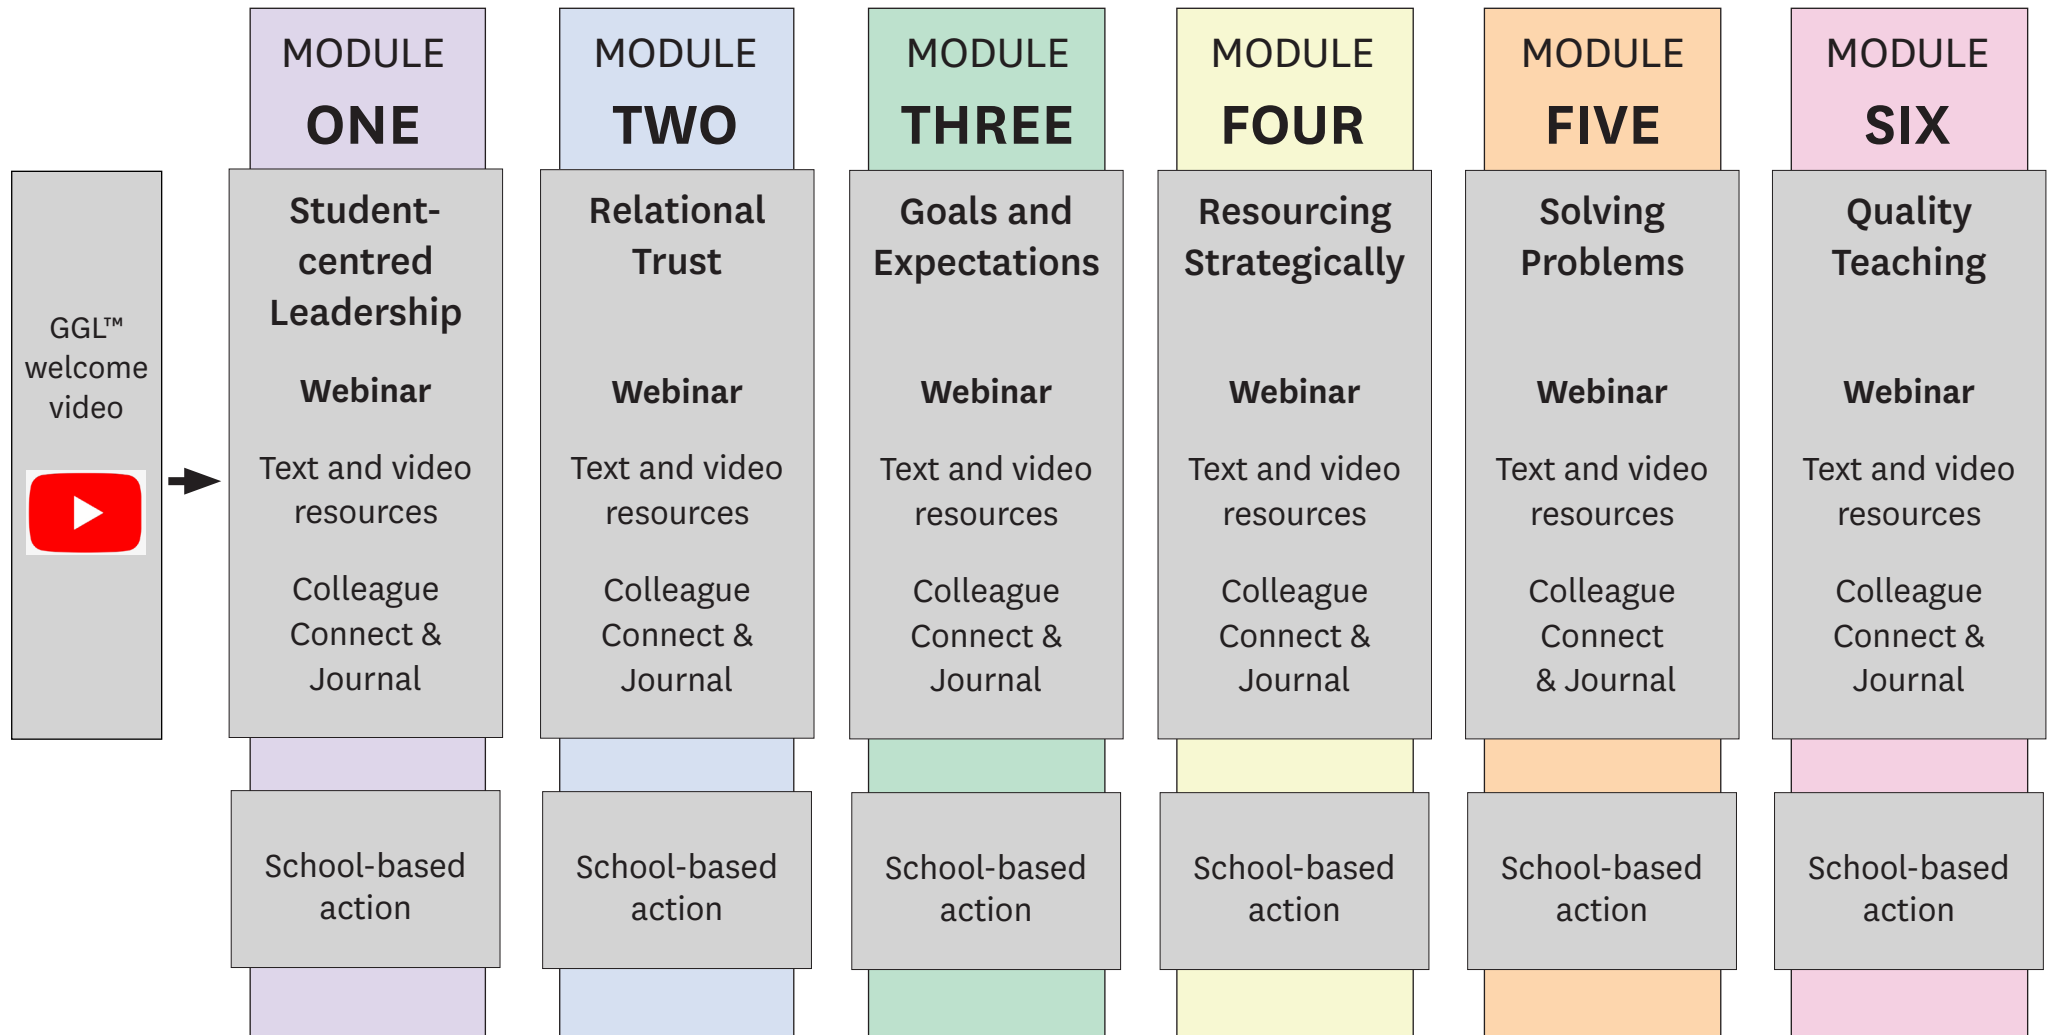 GGL™
welcome
video
MODULE
ONE
Student-
centred
Leadership
Webinar
Text and video
resources
Colleague
Connect &
Journal
School-based
action
MODULE
TWO
Relational
Trust
Webinar
Text and video
resources
Colleague
Connect &
Journal
School-based
action
MODULE
THREE
Goals and
Expectations
Webinar
Text and video
resources
Colleague
Connect &
Journal
School-based
action
MODULE
FOUR
Resourcing
Strategically
Webinar
Text and video
resources
Colleague
Connect &
Journal
School-based
action
MODULE
FIVE
Solving
Problems
Webinar
Text and video
resources
Colleague
Connect
& Journal
School-based
action
MODULE
SIX
Quality
Teaching
Webinar
Text and video
resources
Colleague
Connect &
Journal
School-based
action